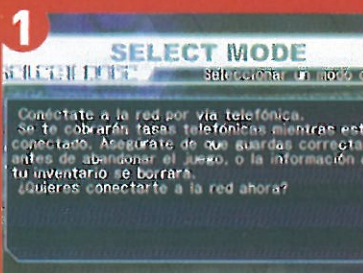 1
SELECT MODE
SELECT MODE
Seleccionar un modo d
Conéctate a la red por vía telefónica.
Se te cobrarán tasas telefónicas mientras est
conectado. Asegúrate de que guardas correcta
antes de abandonar el juego, o la información d
tu inventario se borrará.
¿Quieres conectarte a la red ahora?